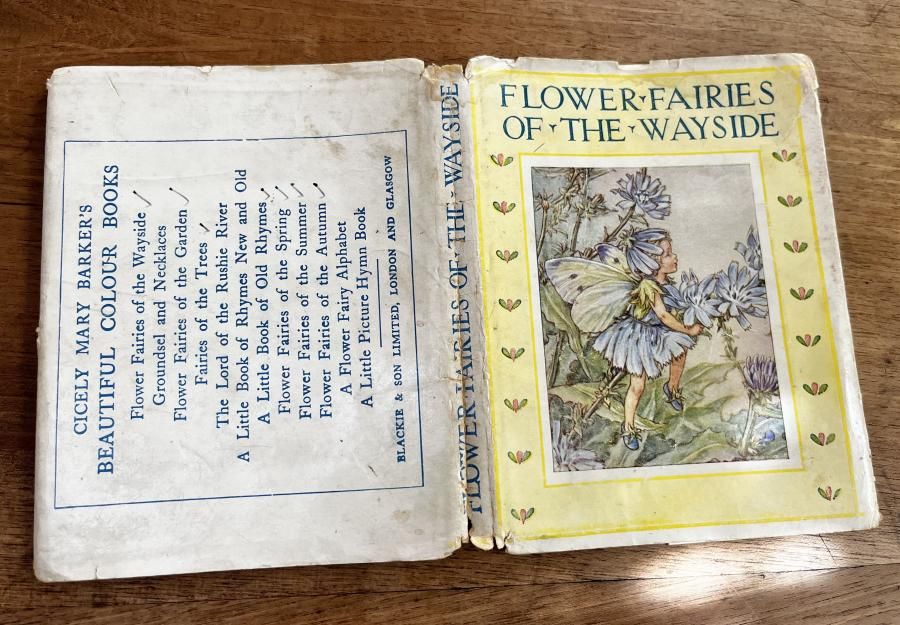 FLOWER FAIRIES
OF THE WAYSIDE
FLOWER FAIRIES OF THE WAYSIDE
CICELY MARY BARKER'S
BEAUTIFUL COLOUR BOOKS
Flower Fairies of the Wayside
Groundsel and Necklaces
Flower Fairies of the Garden
Fairies of the Trees
The Lord of the Rushie River
A Little Book of Rhymes New and Old
A Little Book of Old Rhymes
Flower Fairies of the Spring
Flower Fairies of the Summer
Flower Fairies of the Autumn
A Flower Fairy Alphabet
A Little Picture Hymn Book
BLACKIE & SON LIMITED, LONDON AND GLASGOW